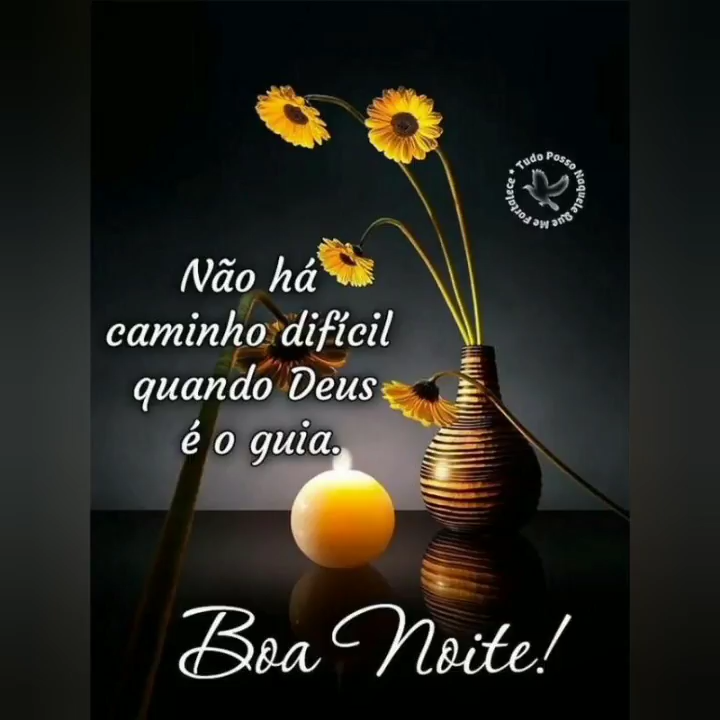 Tudo Posso Naquele Que Me Fortalece *
Não há
caminho difícil
quando Deus
é o guia.
Boa Noite!